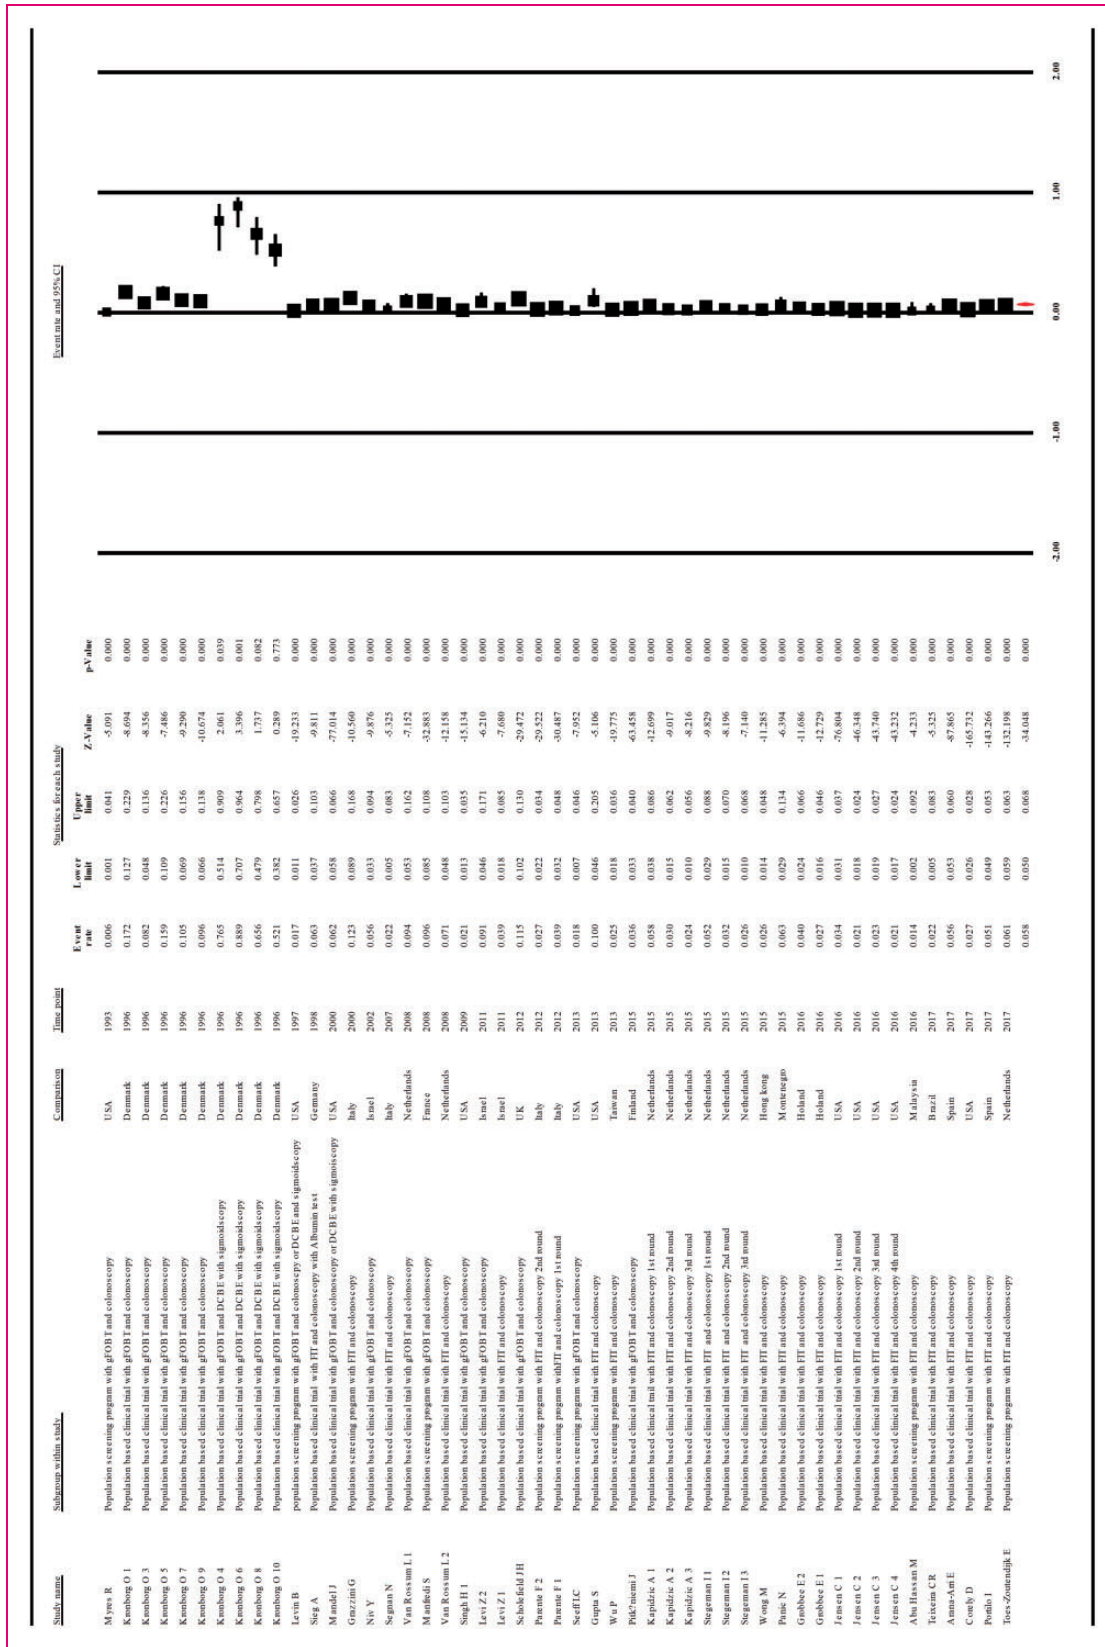 Study name Subgroup within study Comparison Time point Statistics for each study Event rate and 95% CI
Event rate Lower limit Upper limit Z-Value p-Value
Myres R Population screening program with gFOBT and colonoscopy USA 1993 0.006 0.001 0.041 -5.091 0.000
Kronborg O 1 Population based clinical trial with gFOBT and colonoscopy Denmark 1996 0.172 0.127 0.229 -8.694 0.000
Kronborg O 3 Population based clinical trial with gFOBT and colonoscopy Denmark 1996 0.082 0.048 0.136 -8.356 0.000
Kronborg O 5 Population based clinical trial with gFOBT and colonoscopy Denmark 1996 0.159 0.109 0.226 -7.486 0.000
Kronborg O 7 Population based clinical trial with gFOBT and colonoscopy Denmark 1996 0.105 0.069 0.156 -9.290 0.000
Kronborg O 9 Population based clinical trial with gFOBT and colonoscopy Denmark 1996 0.096 0.066 0.138 -10.674 0.000
Kronborg O 4 Population based clinical trial with gFOBT and DCBE with sigmoidscopy Denmark 1996 0.765 0.514 0.909 2.061 0.039
Kronborg O 6 Population based clinical trial with gFOBT and DCBE with sigmoidscopy Denmark 1996 0.889 0.707 0.964 3.396 0.001
Kronborg O 8 Population based clinical trial with gFOBT and DCBE with sigmoidscopy Denmark 1996 0.656 0.479 0.798 1.737 0.082
Kronborg O 10 Population based clinical trial with gFOBT and DCBE with sigmoidscopy Denmark 1996 0.521 0.382 0.657 0.289 0.773
Levin B population screening program with gFOBT and colonoscopy or DCBE and sigmoidscopy USA 1997 0.017 0.011 0.026 -19.233 0.000
Sieg A Population based clinical trial with FIT and colonoscopy with Albumin test Germany 1998 0.063 0.037 0.103 -9.811 0.000
Mandel J Population based clinical trial with gFOBT and colonoscopy or DCBE with sigmoiscopy USA 2000 0.062 0.058 0.066 -77.014 0.000
Grazzini G Population screening program with FIT and colonoscopy Italy 2000 0.123 0.089 0.168 -10.560 0.000
Niv Y Population based clinical trial with gFOBT and colonoscopy Israel 2002 0.056 0.033 0.094 -9.876 0.000
Segnan N Population based clinical trial with FIT and colonoscopy Italy 2007 0.022 0.005 0.083 -5.325 0.000
Van Rossum L 1 Population based clinical trial with gFOBT and colonoscopy Netherlands 2008 0.094 0.053 0.162 -7.152 0.000
Manfredi S Population screening program with gFOBT and colonoscopy France 2008 0.096 0.085 0.108 -32.883 0.000
Van Rossum L 2 Population based clinical trial with FIT and colonoscopy Netherlands 2008 0.071 0.048 0.103 -12.158 0.000
Singh H 1 Population based clinical trial with gFOBT and colonoscopy USA 2009 0.021 0.013 0.035 -15.134 0.000
Levi Z 2 Population based clinical trial with gFOBT and colonoscopy Israel 2011 0.091 0.046 0.171 -6.210 0.000
Levi Z 1 Population based clinical trial with FIT and colonoscopy Israel 2011 0.039 0.018 0.085 -7.680 0.000
Scholefield JH Population based clinical trial with gFOBT and colonoscopy UK 2012 0.115 0.102 0.130 -29.472 0.000
Parente F 2 Population screening program with FIT and colonoscopy 2nd round Italy 2012 0.027 0.022 0.034 -29.522 0.000
Parente F 1 Population screening program withFIT and colonoscopy 1st round Italy 2012 0.039 0.032 0.048 -30.487 0.000
Seeff LC Population screening program with gFOBT and colonoscopy USA 2013 0.018 0.007 0.046 -7.952 0.000
Gupta S Population based clinical trial with FIT and colonoscopy USA 2013 0.100 0.046 0.205 -5.106 0.000
Wu P Population screening program with FIT and colonoscopy Taiwan 2013 0.025 0.018 0.036 -19.775 0.000
Pitk?niemi J Population based clinical trial with gFOBT and colonoscopy Finland 2015 0.036 0.033 0.040 -63.458 0.000
Kapidzic A 1 Population based clinical trail with FIT and colonoscopy 1st round Netherlands 2015 0.058 0.038 0.086 -12.699 0.000
Kapidzic A 2 Population based clinical trial with FIT and colonoscopy 2nd round Netherlands 2015 0.030 0.015 0.062 -9.017 0.000
Kapidzic A 3 Population based clinical trial with FIT and colonoscopy 3rd round Netherlands 2015 0.024 0.010 0.056 -8.216 0.000
Stegeman I1 Population based clinical trial with FIT and colonoscopy 1st round Netherlands 2015 0.052 0.029 0.088 -9.829 0.000
Stegeman I2 Population based clinical trial with FIT and colonoscopy 2nd round Netherlands 2015 0.032 0.015 0.070 -8.196 0.000
Stegeman I3 Population based clinical trial with FIT and colonoscopy 3rd round Netherlands 2015 0.026 0.010 0.068 -7.140 0.000
Wong M Population based clinical trial with FIT and colonoscopy Hong kong 2015 0.026 0.014 0.048 -11.285 0.000
Panic N Population based clinical trial with FIT and colonoscopy Montenegro 2015 0.063 0.029 0.134 -6.394 0.000
Grobbee E 2 Population based clinical trial with FIT and colonoscopy Holand 2016 0.040 0.024 0.066 -11.686 0.000
Grobbee E 1 Population based clinical trial with FIT and colonoscopy Holand 2016 0.027 0.016 0.046 -12.729 0.000
Jensen C 1 Population based clinical trial with FIT and colonoscopy 1st round USA 2016 0.034 0.031 0.037 -76.804 0.000
Jensen C 2 Population based clinical trial with FIT and colonoscopy 2nd round USA 2016 0.021 0.018 0.024 -46.348 0.000
Jensen C 3 Population based clinical trial with FIT and colonoscopy 3rd round USA 2016 0.023 0.019 0.027 -43.740 0.000
Jensen C 4 Population based clinical trial with FIT and colonoscopy 4th round USA 2016 0.021 0.017 0.024 -43.232 0.000
Abu Hassan M Population screening program with FIT and colonoscopy Malaysia 2016 0.014 0.002 0.092 -4.233 0.000
Teixeira CR Population based clinical trial with FIT and colonoscopy Brazil 2017 0.022 0.005 0.083 -5.325 0.000
Arana-Arri E Population based clinical trial with FIT and colonoscopy Spain 2017 0.056 0.053 0.060 -87.865 0.000
Corely D Population based clinical trial with FIT and colonoscopy USA 2017 0.027 0.026 0.028 -165.732 0.000
Portilo I Population screening program with FIT and colonoscopy Spain 2017 0.051 0.049 0.053 -143.266 0.000
Toes-Zoutendijk E Population screening program with FIT and colonoscopy Netherlands 2017 0.061 0.059 0.063 -132.198 0.000
0.058 0.050 0.068 -34.048 0.000
-2.00 -1.00 0.00 1.00 2.00